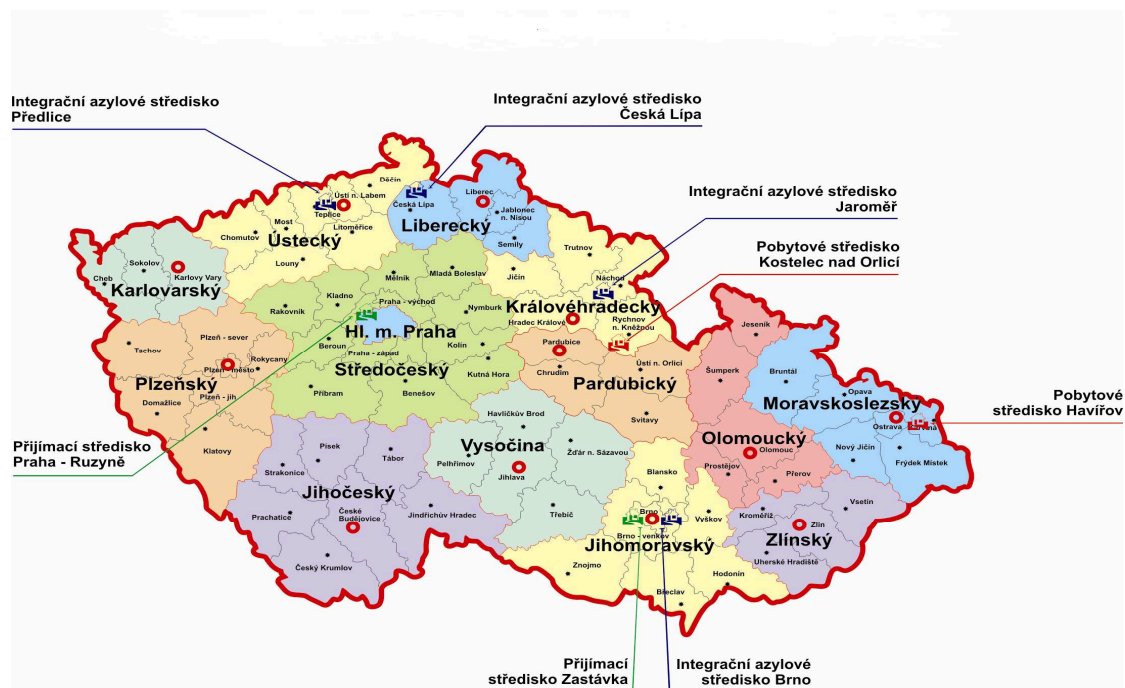 Integrační azylové středisko
Předlice
Integrační azylové středisko
Česká Lípa
Integrační azylové středisko
Jaroměř
Pobytové středisko
Kostelec nad Orlicí
Pobytové
středisko Havířov
Přijímací středisko
Praha - Ruzyně
Přijímací
středisko Zastávka
Integrační azylové
středisko Brno
Děčín
Ústí n. Labem
Teplice
Most
Litoměřice
Chomutov
Ústecký
Louny
Česká Lípa
Liberec
Jablonec
n. Nisou
Liberecký
Semily
Sokolov
Cheb
Karlovy Vary
Karlovarský
Trutnov
Jičín
Náchod
Královéhradecký
Rychnov
n. Kněžnou
Hradec Králové
Mělník
Mladá Boleslav
Kladno
Rakovník
Praha - východ
Nymburk
Hl. m. Praha
Beroun
Praha - západ
Kolín
Středočeský
Kutná Hora
Příbram
Benešov
Plzeň - sever
Tachov
Rokycany
Plzeň - město
Plzeňský
Plzeň - jih
Domažlice
Klatovy
Pardubice
Chrudim
Ústí n. Orlicí
Pardubický
Svitavy
Jeseník
Šumperk
Olomoucký
Olomouc
Prostějov
Přerov
Bruntál
Opava
Moravskoslezský
Ostrava
Nový Jičín
Frýdek Místek
Havlíčkův Brod
Vysočina
Pelhřimov
Žďár n. Sázavou
Jihlava
Třebíč
Písek
Tábor
Strakonice
Jihočeský
Prachatice
České
Budějovice
Jindřichův Hradec
Český Krumlov
Blansko
Brno
Vyškov
Brno - venkov
Jihomoravský
Znojmo
Hodonín
Břeclav
Vsetín
Kroměříž
Zlín
Zlínský
Uherské Hradiště